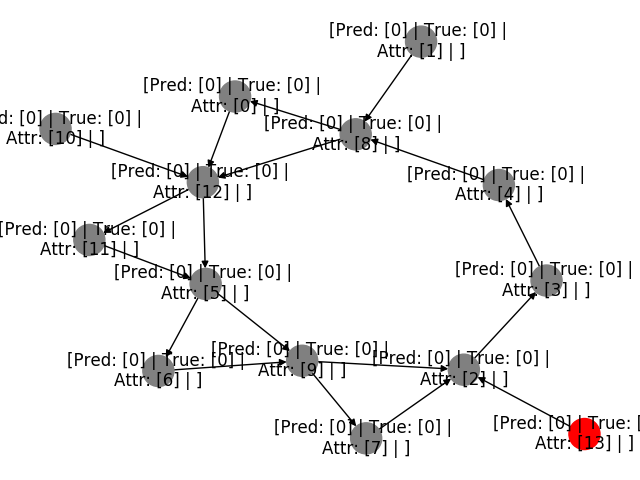 [Pred: [0] | True: [0] |
Attr: [1] | ]
[Pred: [0] | True: [0] |
Attr: [0] | ]
d: [0] | True: [0] |
Attr: [10] | ]
[Pred: [0] | True: [0] |
Attr: [8] | ]
[Pred: [0] | True: [0] |
Attr: [12] | ]
[Pred: [0] | True: [0] |
Attr: [4] | ]
[Pred: [0] | True: [0] |
Attr: [11] | ]
[Pred: [0] | True: [0] |
Attr: [5] | ]
[Pred: [0] | True: [0] |
Attr: [3] | ]
[Pred: [0] | True: [0] |
Attr: [6] | ]
[Pred: [0] | True: [0] |
Attr: [9] | ]
[Pred: [0] | True: [0] |
Attr: [2] | ]
[Pred: [0] | True: [0] |
Attr: [7] | ]
[Pred: [0] | True: [
Attr: [13] | ]